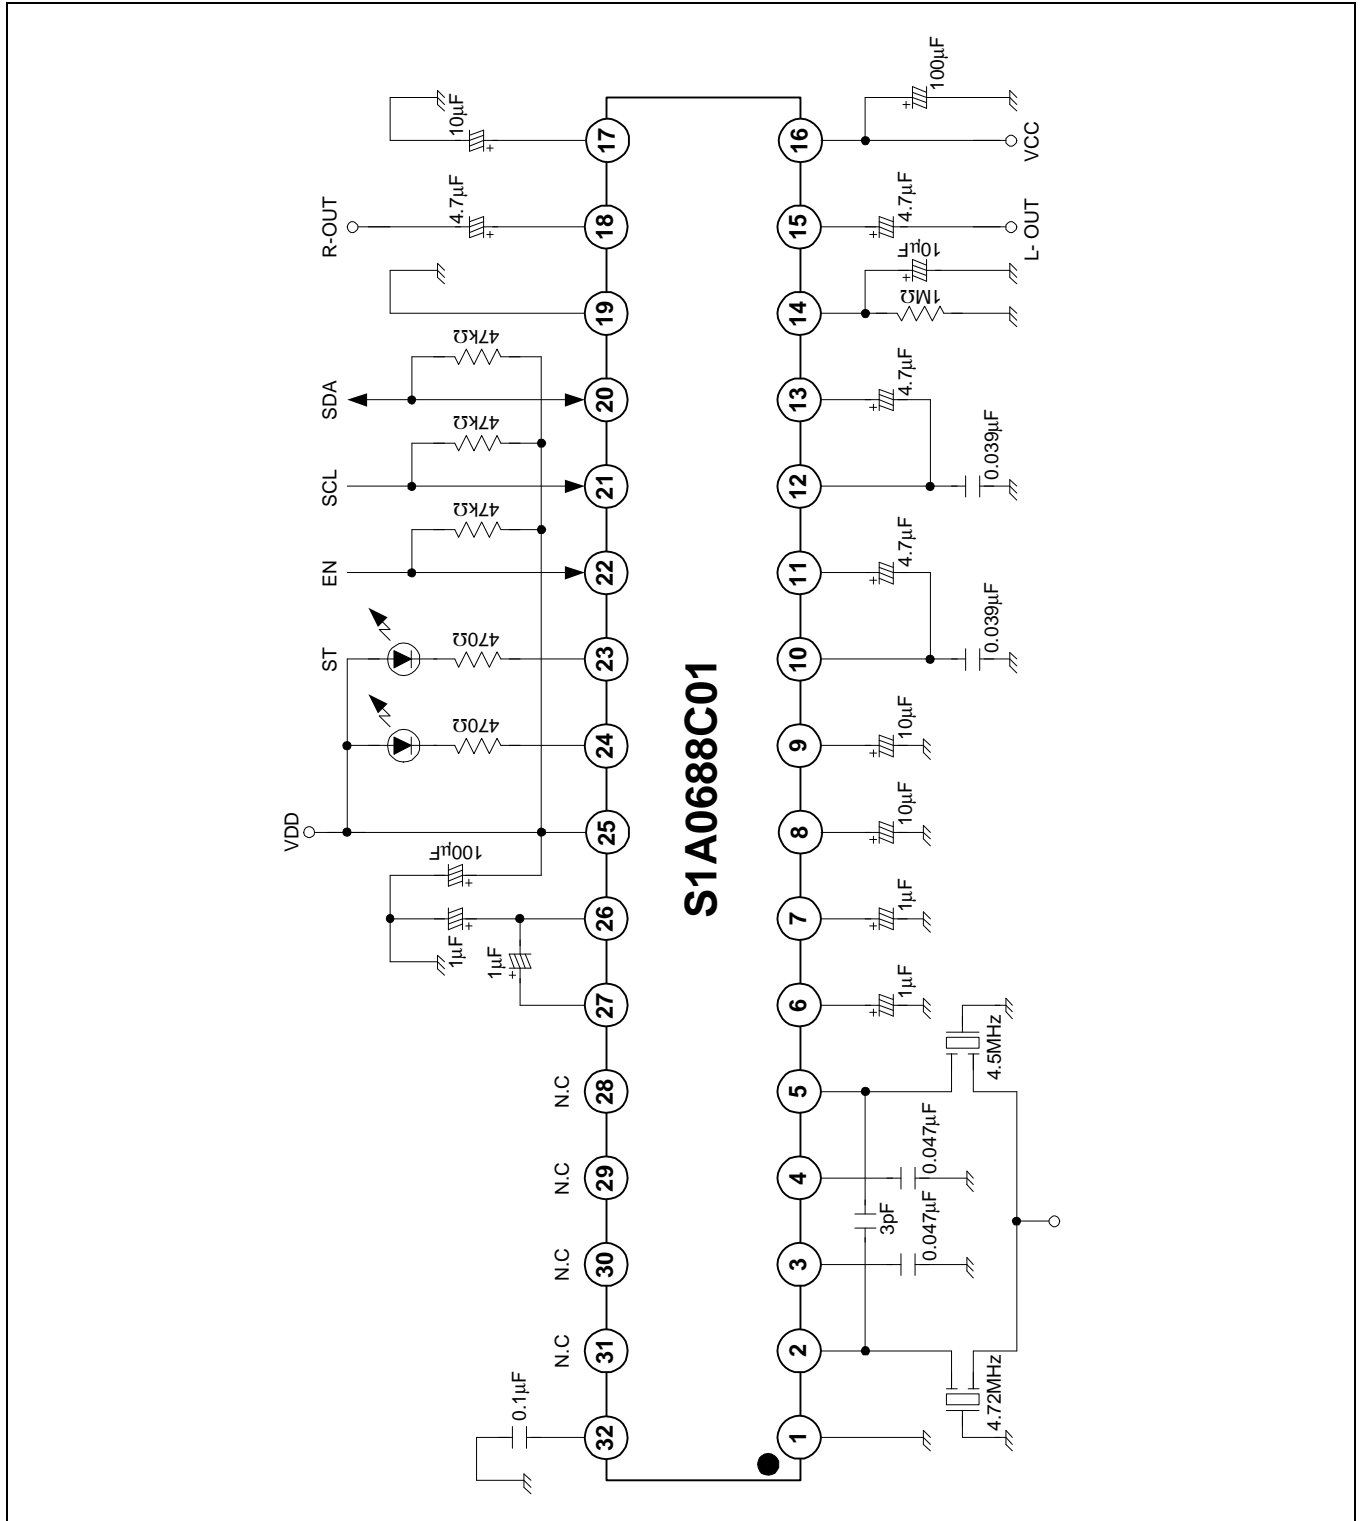 100µF
10µF
17
16
VCC
R-OUT
4.7µF
18
15
4.7µF
L- OUT
10µF
19
14
1MΩ
47kΩ
SDA
20
13
4.7µF
47kΩ
0.039µF
SCL
21
12
47kΩ
EN
22
11
4.7µF
ST
470Ω
23
10
0.039µF
S1A0688C01
470Ω
24
9
10µF
VDD
25
8
10µF
100µF
1µF
26
7
1µF
1µF
27
6
1µF
4.5MHz
N.C
28
5
0.047µF
N.C
29
4
3pF
0.047µF
N.C
30
3
N.C
31
2
4.72MHz
0.1µF
32
1